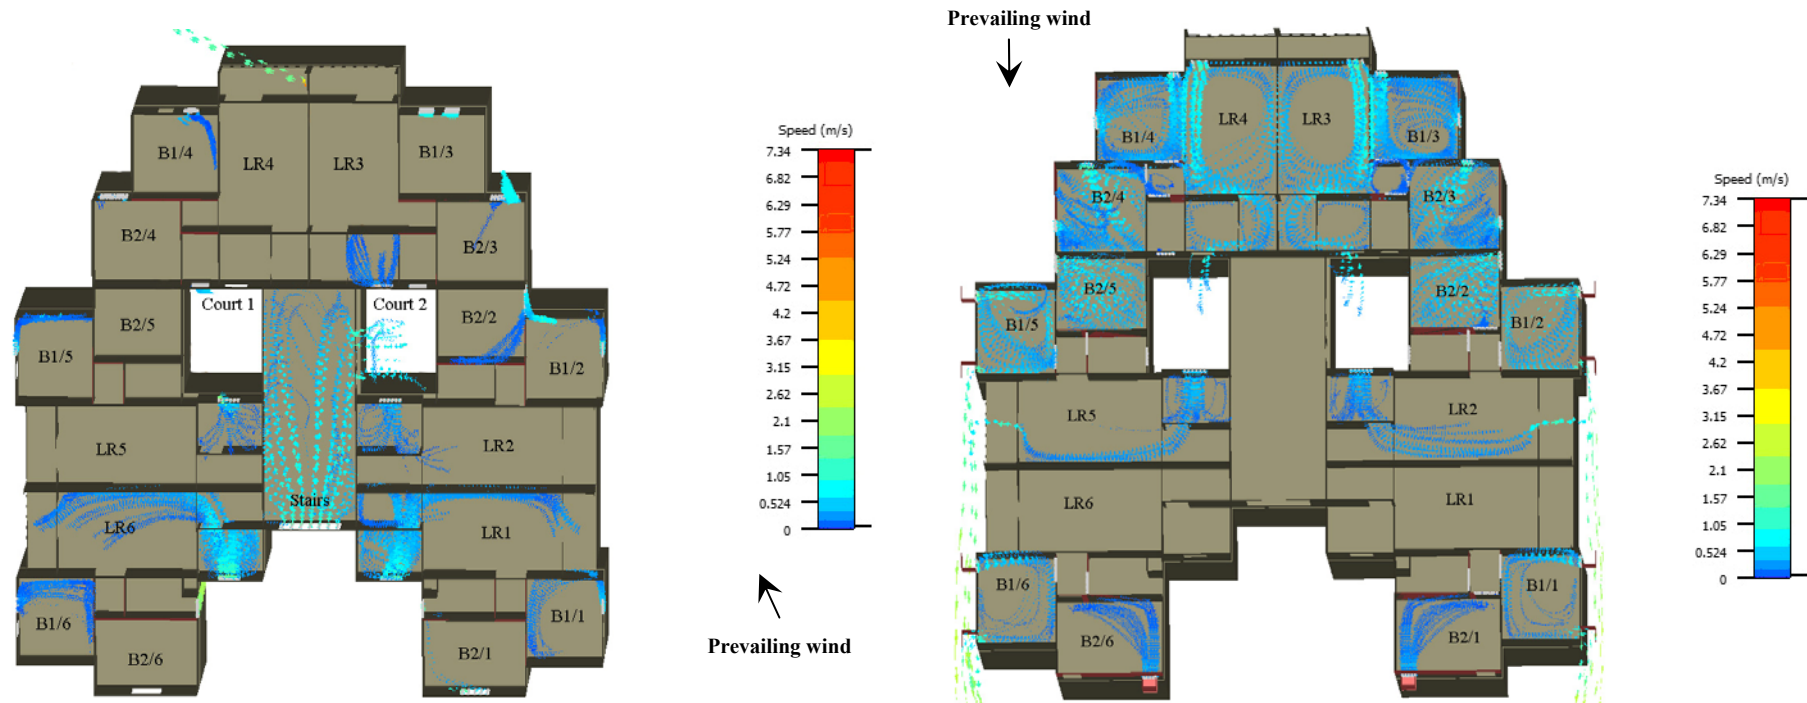 Prevailing wind
B1/4
LR4
LR3
B1/3
B2/4
B2/3
Court 1
Court 2
B2/5
B2/2
B1/5
B1/2
LR5
LR2
Stairs
LR6
LR1
B1/6
B1/1
B2/6
B2/1
Speed (m/s)
7.34
6.82
6.29
5.77
5.24
4.72
4.2
3.67
3.15
2.62
2.1
1.57
1.05
0.524
0
Prevailing wind
LR4
LR3
B1/4
B1/3
B2/4
B2/3
B2/5
B2/2
B1/5
B1/2
LR5
LR2
LR6
LR1
B1/6
B1/1
B2/6
B2/1
Speed (m/s)
7.34
6.82
6.29
5.77
5.24
4.72
4.2
3.67
3.15
2.62
2.1
1.57
1.05
0.524
0